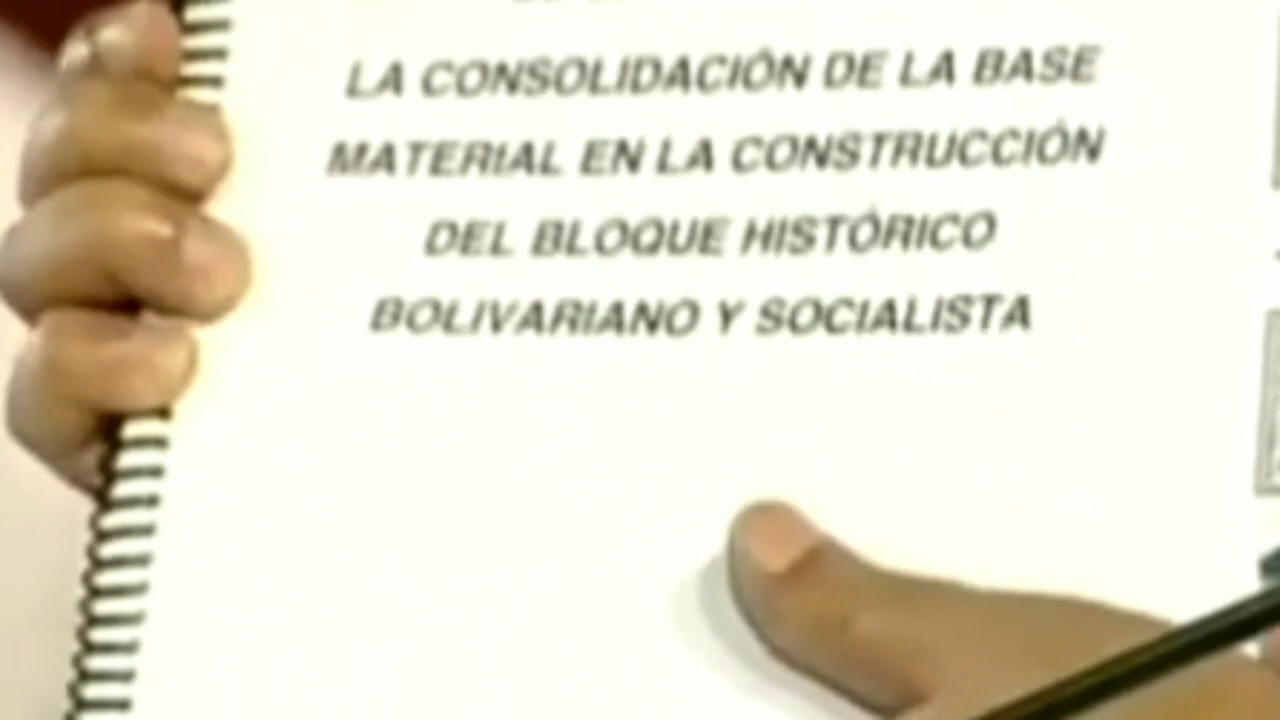 LA CONSOLIDACIÓN DE LA BASE
MATERIAL EN LA CONSTRUCCIÓN
DEL BLOQUE HISTÓRICO
BOLIVARIANO Y SOCIALISTA